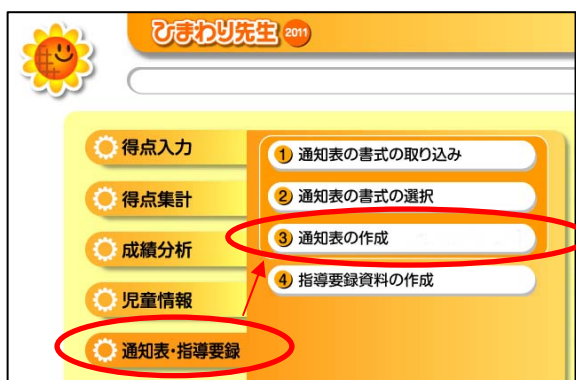 ひまわり先生 2011
得点入力
得点集計
成績分析
児童情報
通知表・指導要録
1 通知表の書式の取り込み
2 通知表の書式の選択
3 通知表の作成
4 指導要録資料の作成